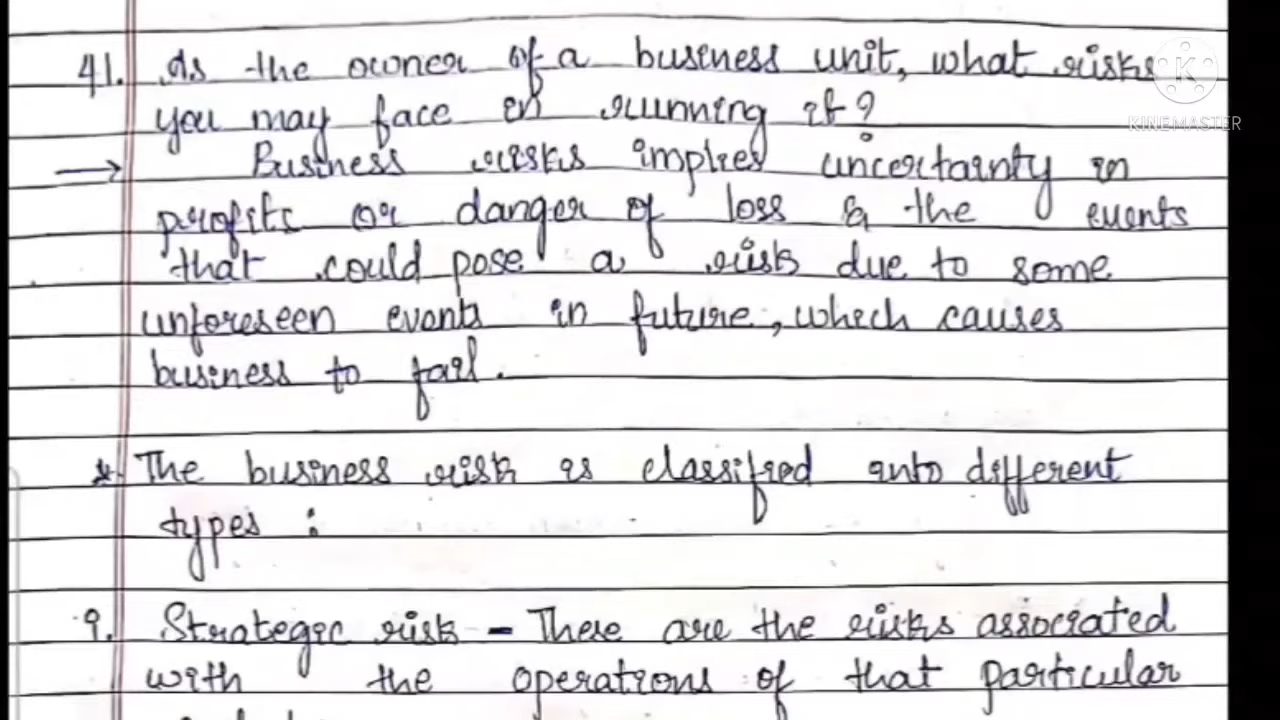 41. As the owner of a business unit, what risks
you may face in running it?
→ Business risks implies uncertainty in
profits or danger of loss & the events
that could pose a risk due to some
unforeseen events in future, which causes
business to fail.
* The business risk is classified into different
types :
i. Strategic risk - These are the risks associated
with the operations of that particular
KINEMASTER